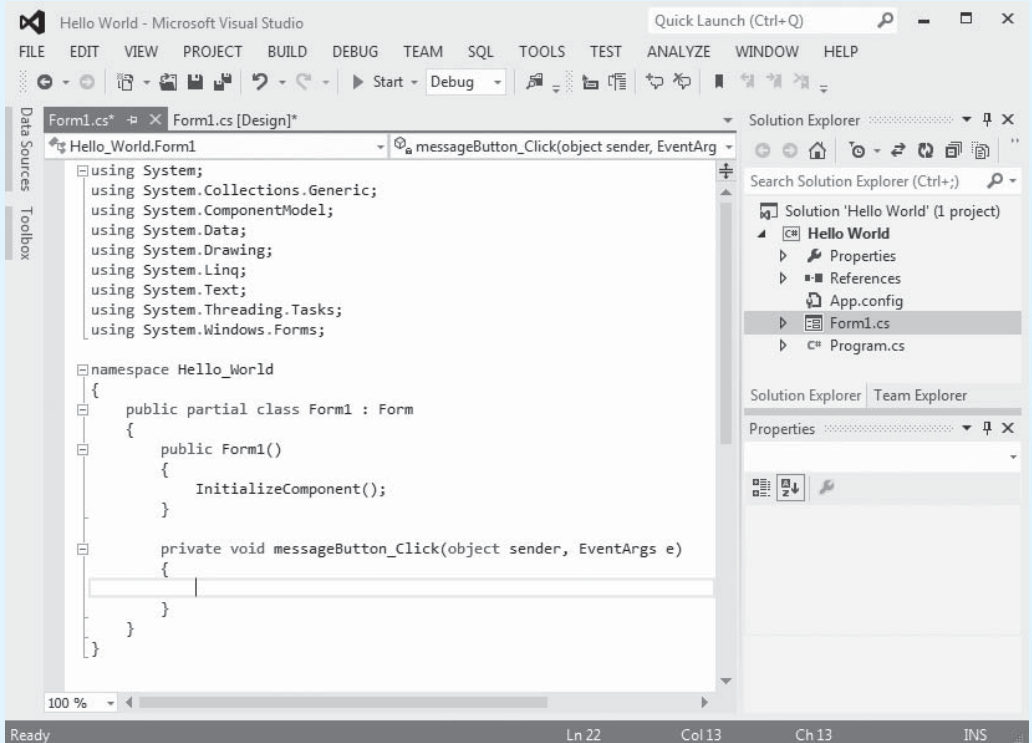 Hello World - Microsoft Visual Studio
Quick Launch (Ctrl+Q)
FILE EDIT VIEW PROJECT BUILD DEBUG TEAM SQL TOOLS TEST ANALYZE WINDOW HELP
Start Debug
Data Sources
Toolbox
Form1.cs* Form1.cs [Design]*
Hello_World.Form1
messageButton_Click(object sender, EventArg
using System;
using System.Collections.Generic;
using System.ComponentModel;
using System.Data;
using System.Drawing;
using System.Linq;
using System.Text;
using System.Threading.Tasks;
using System.Windows.Forms;
namespace Hello_World
{
public partial class Form1 : Form
{
public Form1()
{
InitializeComponent();
}
private void messageButton_Click(object sender, EventArgs e)
{
}
}
}
100 %
Solution Explorer
Search Solution Explorer (Ctrl+;)
Solution 'Hello World' (1 project)
C# Hello World
Properties
References
App.config
Form1.cs
C# Program.cs
Solution Explorer Team Explorer
Properties
Ready Ln 22 Col 13 Ch 13 INS